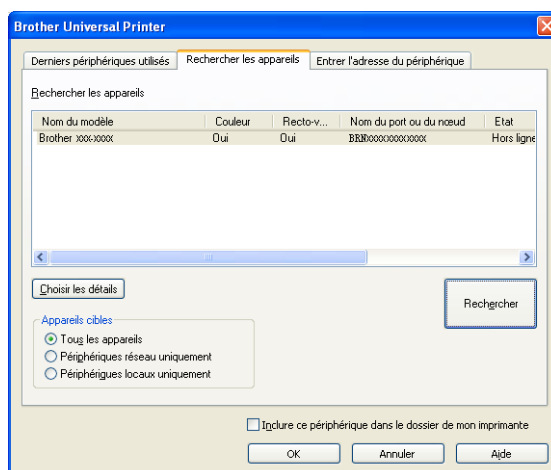 Brother Universal Printer
Derniers périphériques utilisés Rechercher les appareils Entrer l'adresse du périphérique
Rechercher les appareils
Nom du modèle Couleur Recto-v... Nom du port ou du nœud Etat
Brother XXX-XXXX Oui Oui BRNXXXXXXXXXXXX Hors ligne
Choisir les détails
Rechercher
Appareils cibles
Tous les appareils
Périphériques réseau uniquement
Périphériques locaux uniquement
Inclure ce périphérique dans le dossier de mon imprimante
OK Annuler Aide